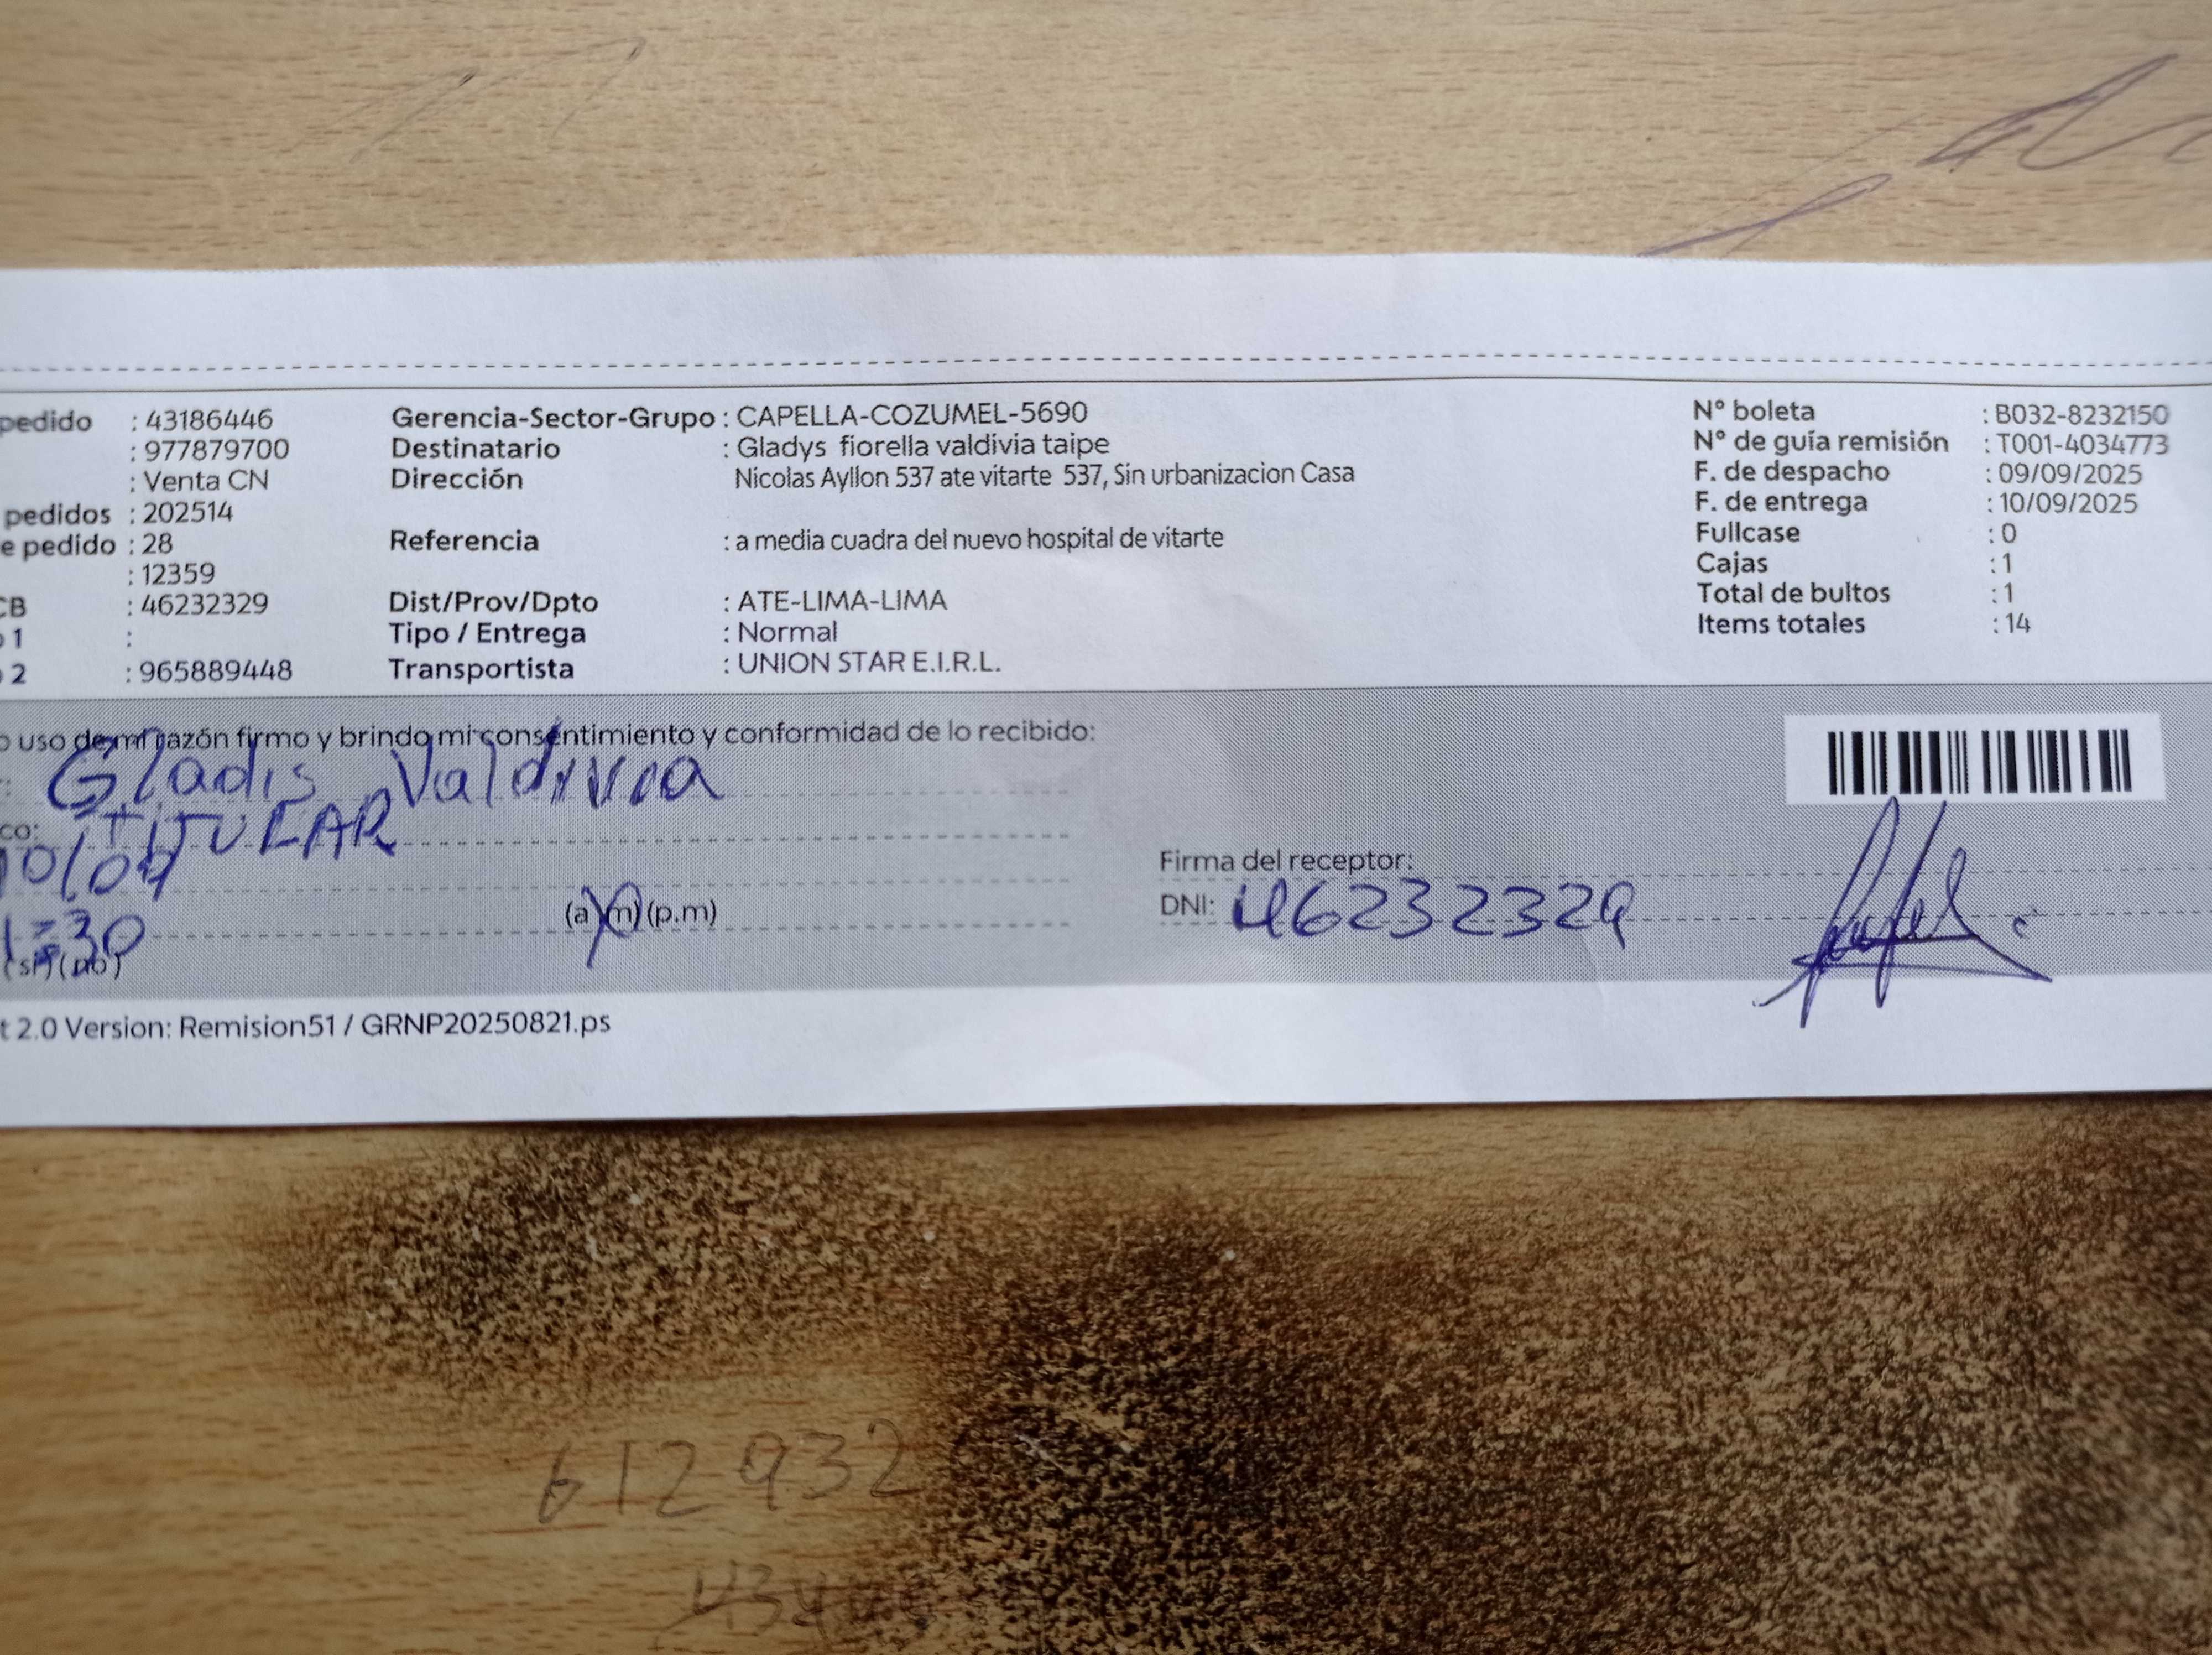 pedido : 43186446 Gerencia-Sector-Grupo : CAPELLA-COZUMEL-5690 N° boleta : B032-8232150
: 977879700 Destinatario : Gladys fiorella valdivia taipe N° de guía remisión : T001-4034773
: Venta CN Dirección Nicolas Ayllon 537 ate vitarte 537, Sin urbanizacion Casa F. de despacho : 09/09/2025
pedidos : 202514 F. de entrega : 10/09/2025
e pedido : 28 Referencia : a media cuadra del nuevo hospital de vitarte Fullcase : 0
: 12359 Cajas : 1
CB : 46232329 Dist/Prov/Dpto : ATE-LIMA-LIMA Total de bultos : 1
1 : Tipo / Entrega : Normal Items totales : 14
2 : 965889448 Transportista : UNION STAR E.I.R.L.
o uso de mi razón firmo y brindo mi consentimiento y conformidad de lo recibido:
Gladis Valdivia
co: TITULAR
10/09 Firma del receptor:
1:30 (a.m) (p.m) DNI: 46232329
(si) (no)
t 2.0 Version: Remision51 / GRNP20250821.ps
612932